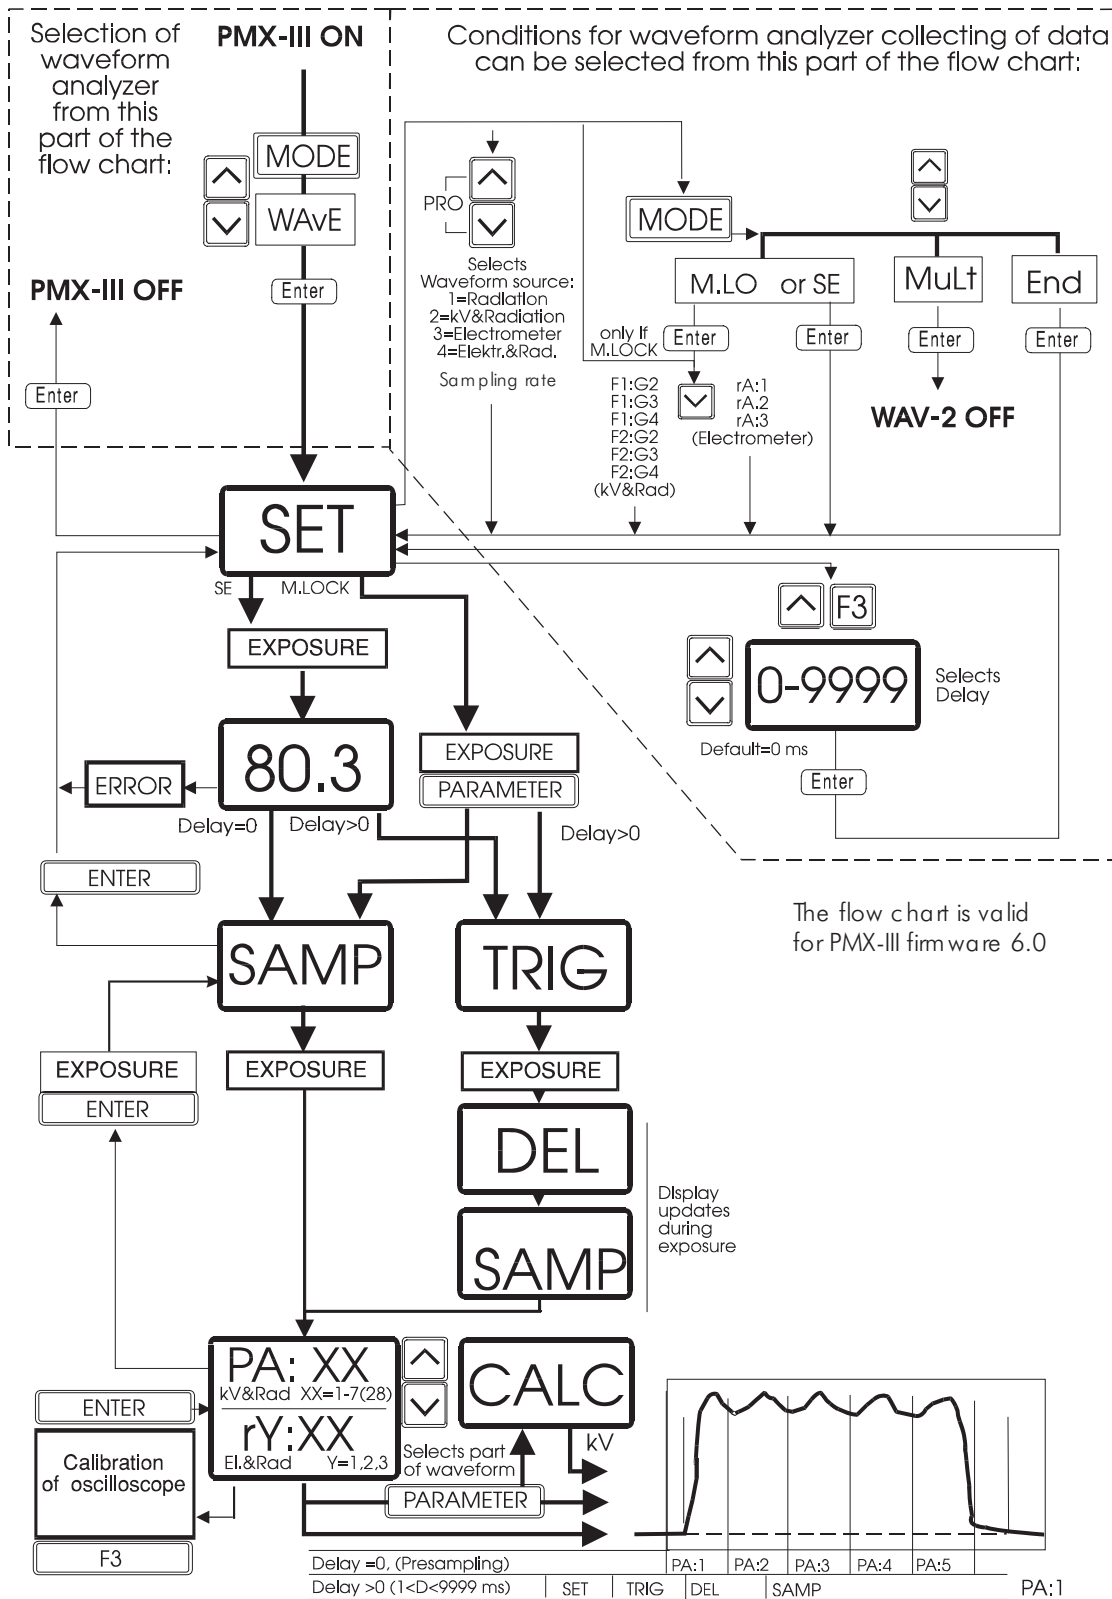 Selection of
waveform
analyzer
from this
part of the
flow chart:
PMX-III ON
MODE
WAvE
Enter
PMX-III OFF
Enter
Conditions for waveform analyzer collecting of data
can be selected from this part of the flow chart:
PRO
Selects
Waveform source:
1=Radiation
2=kV&Radiation
3=Electrometer
4=Elektr.&Rad.
Sampling rate
MODE
M.LO or SE
MuLt
End
only If
M.LOCK
Enter
Enter
Enter
Enter
F1:G2
F1:G3
F1:G4
F2:G2
F2:G3
F2:G4
(kV&Rad)
rA:1
rA.2
rA:3
(Electrometer)
WAV-2 OFF
SET
SE
M.LOCK
EXPOSURE
F3
0-9999
Selects
Delay
Default=0 ms
Enter
80.3
ERROR
EXPOSURE
PARAMETER
Delay=0
Delay>0
Delay>0
ENTER
SAMP
TRIG
The flow chart is valid
for PMX-III firmware 6.0
EXPOSURE
ENTER
EXPOSURE
EXPOSURE
DEL
SAMP
DIsplay
updates
during
exposure
PA: XX
kV&Rad XX=1-7(28)
rY:XX
El.&Rad Y=1,2,3
ENTER
Calibration
of oscilloscope
F3
CALC
kV
Selects part
of waveform
PARAMETER
Delay =0, (Presampling)
PA:1 PA:2 PA:3 PA:4 PA:5
Delay >0 (1<D<9999 ms) SET TRIG DEL SAMP PA:1